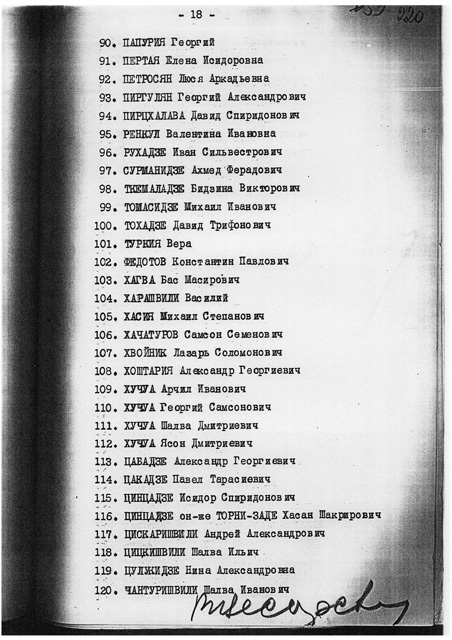 - 18 -
220
90. ПАПУРИЯ Георгий
91. ПЕРТАЯ Елена Исидоровна
92. ПЕТРОСЯН Люся Аркадьевна
93. ПИРГУЛЯН Георгий Александрович
94. ПИРЦХАЛАВА Давид Спиридонович
95. РЕНКУЛ Валентина Ивановна
96. РУХАДЗЕ Иван Сильвестрович
97. СУРМАНИДЗЕ Ахмед Ферадович
98. ТКЕМАЛАДЗЕ Бидзина Викторович
99. ТОМАСИДЗЕ Михаил Иванович
100. ТОХАДЗЕ Давид Трифонович
101. ТУРКИЯ Вера
102. ФЕДОТОВ Константин Павлович
103. ХАГВА Бас Масирович
104. ХАРАШВИЛИ Василий
105. ХАСИЯ Михаил Степанович
106. ХАЧАТУРОВ Самсон Семенович
107. ХВОЙНИК Лазарь Соломонович
108. ХОШТАРИЯ Александр Георгиевич
109. ХУЧУА Арчил Иванович
110. ХУЧУА Георгий Самсонович
111. ХУЧУА Шалва Дмитриевич
112. ХУЧУА Ясон Дмитриевич
113. ЦАБАДЗЕ Александр Георгиевич
114. ЦАКАДЗЕ Павел Тарасиевич
115. ЦИНЦАДЗЕ Исидор Спиридонович
116. ЦИНЦАДЗЕ он-же ТОРНИ-ЗАДЕ Хасан Шакрирович
117. ЦИСКАРИШВИЛИ Андрей Александрович
118. ЦИЦКИШВИЛИ Шалва Ильич
119. ЦУЛУКИДЗЕ Нина Александровна
120. ЧАНТУРИШВИЛИ Шалва Иванович